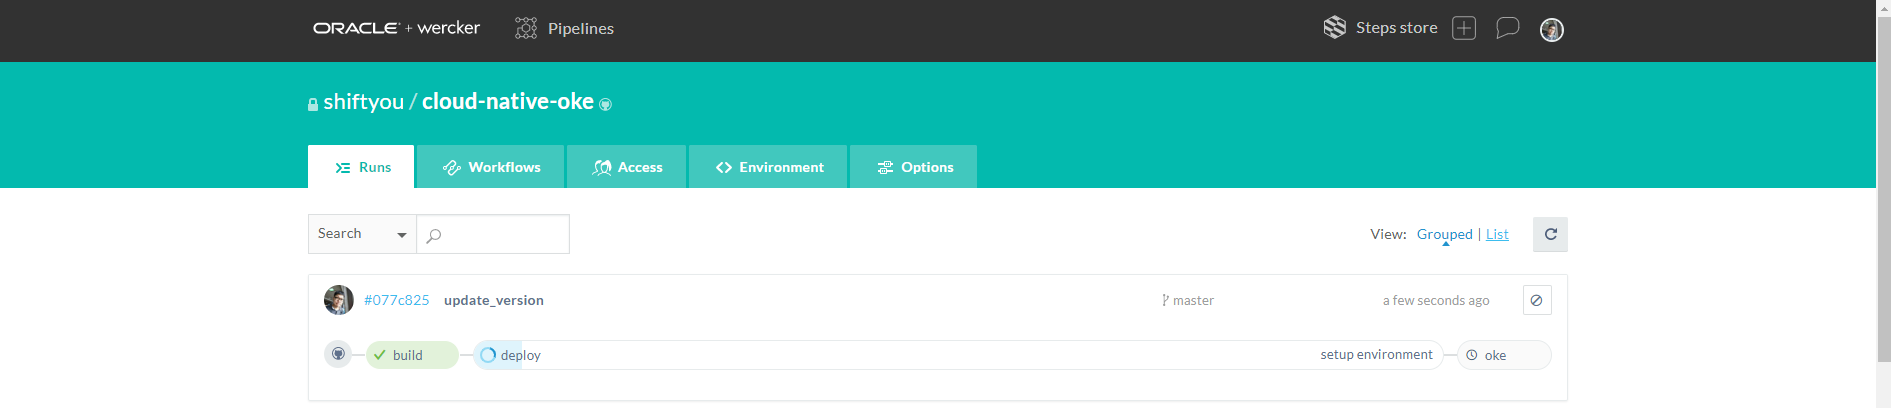 ORACLE + wercker Pipelines Steps store
shiftyou / cloud-native-oke
Runs Workflows Access Environment Options
Search View: Grouped | List
#077c825 update_version master a few seconds ago
build deploy setup environment oke